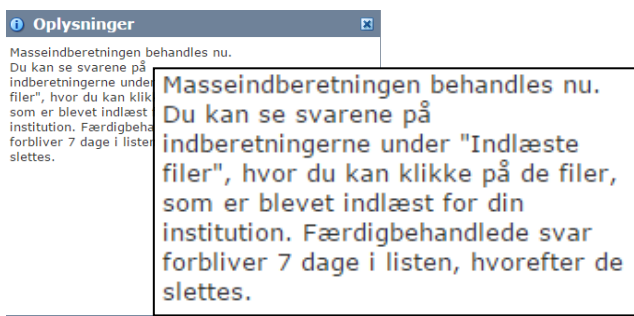 Oplysninger
Masseindberetningen behandles nu.
Du kan se svarene på
indberetningerne under
filer", hvor du kan klik
som er blevet indlæst
institution. Færdigbeha
forbliver 7 dage i listen
slettes.
Masseindberetningen behandles nu.
Du kan se svarene på
indberetningerne under "Indlæste
filer", hvor du kan klikke på de filer,
som er blevet indlæst for din
institution. Færdigbehandlede svar
forbliver 7 dage i listen, hvorefter de
slettes.